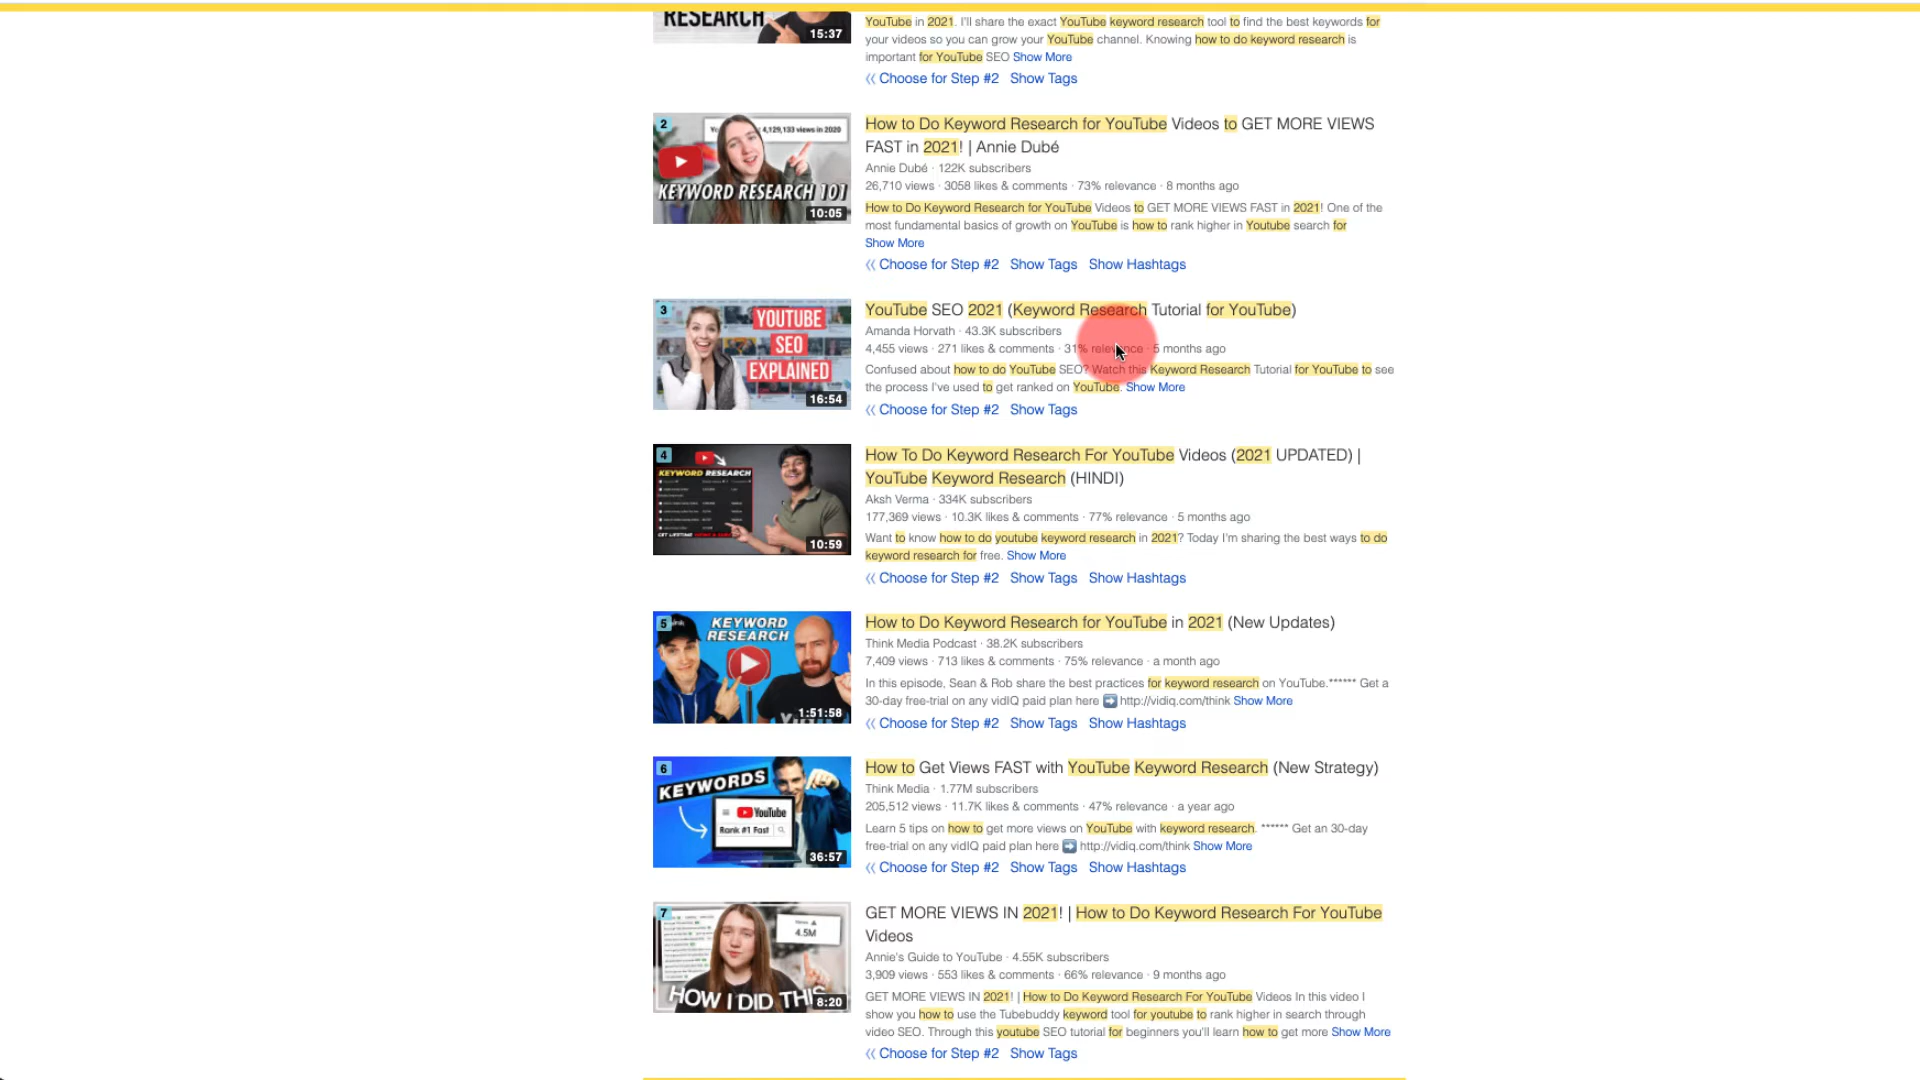 RESEARCH
15:37
YouTube in 2021. I'll share the exact YouTube keyword research tool to find the best keywords for
your videos so you can grow your YouTube channel. Knowing how to do keyword research is
important for YouTube SEO Show More
Choose for Step #2 Show Tags
2
4,129,133 views in 2020
KEYWORD RESEARCH 101
10:05
How to Do Keyword Research for YouTube Videos to GET MORE VIEWS
FAST in 2021! | Annie Dubé
Annie Dubé · 122K subscribers
26,710 views · 3058 likes & comments · 73% relevance · 8 months ago
How to Do Keyword Research for YouTube Videos to GET MORE VIEWS FAST in 2021! One of the
most fundamental basics of growth on YouTube is how to rank higher in Youtube search for
Show More
Choose for Step #2 Show Tags Show Hashtags
3
YOUTUBE
SEO
EXPLAINED
16:54
YouTube SEO 2021 (Keyword Research Tutorial for YouTube)
Amanda Horvath · 43.3K subscribers
4,455 views · 271 likes & comments · 31% relevance · 5 months ago
Confused about how to do YouTube SEO? Watch this Keyword Research Tutorial for YouTube to see
the process I've used to get ranked on YouTube. Show More
Choose for Step #2 Show Tags
4
KEYWORD RESEARCH
10:59
How To Do Keyword Research For YouTube Videos (2021 UPDATED) |
YouTube Keyword Research (HINDI)
Aksh Verma · 334K subscribers
177,369 views · 10.3K likes & comments · 77% relevance · 5 months ago
Want to know how to do youtube keyword research in 2021? Today I'm sharing the best ways to do
keyword research for free. Show More
Choose for Step #2 Show Tags Show Hashtags
5
KEYWORD
RESEARCH
1:51:58
How to Do Keyword Research for YouTube in 2021 (New Updates)
Think Media Podcast · 38.2K subscribers
7,409 views · 713 likes & comments · 75% relevance · a month ago
In this episode, Sean & Rob share the best practices for keyword research on YouTube.****** Get a
30-day free-trial on any vidIQ paid plan here ➡ http://vidiq.com/think Show More
Choose for Step #2 Show Tags Show Hashtags
6
KEYWORDS
YouTube
Rank #1 Fast
36:57
How to Get Views FAST with YouTube Keyword Research (New Strategy)
Think Media · 1.77M subscribers
205,512 views · 11.7K likes & comments · 47% relevance · a year ago
Learn 5 tips on how to get more views on YouTube with keyword research. ****** Get an 30-day
free-trial on any vidIQ paid plan here ➡ http://vidiq.com/think Show More
Choose for Step #2 Show Tags Show Hashtags
7
4.5M
HOW I DID THIS
8:20
GET MORE VIEWS IN 2021! | How to Do Keyword Research For YouTube
Videos
Annie's Guide to YouTube · 4.55K subscribers
3,909 views · 553 likes & comments · 66% relevance · 9 months ago
GET MORE VIEWS IN 2021! | How to Do Keyword Research For YouTube Videos In this video I
show you how to use the Tubebuddy keyword tool for youtube to rank higher in search through
video SEO. Through this youtube SEO tutorial for beginners you'll learn how to get more Show More
Choose for Step #2 Show Tags